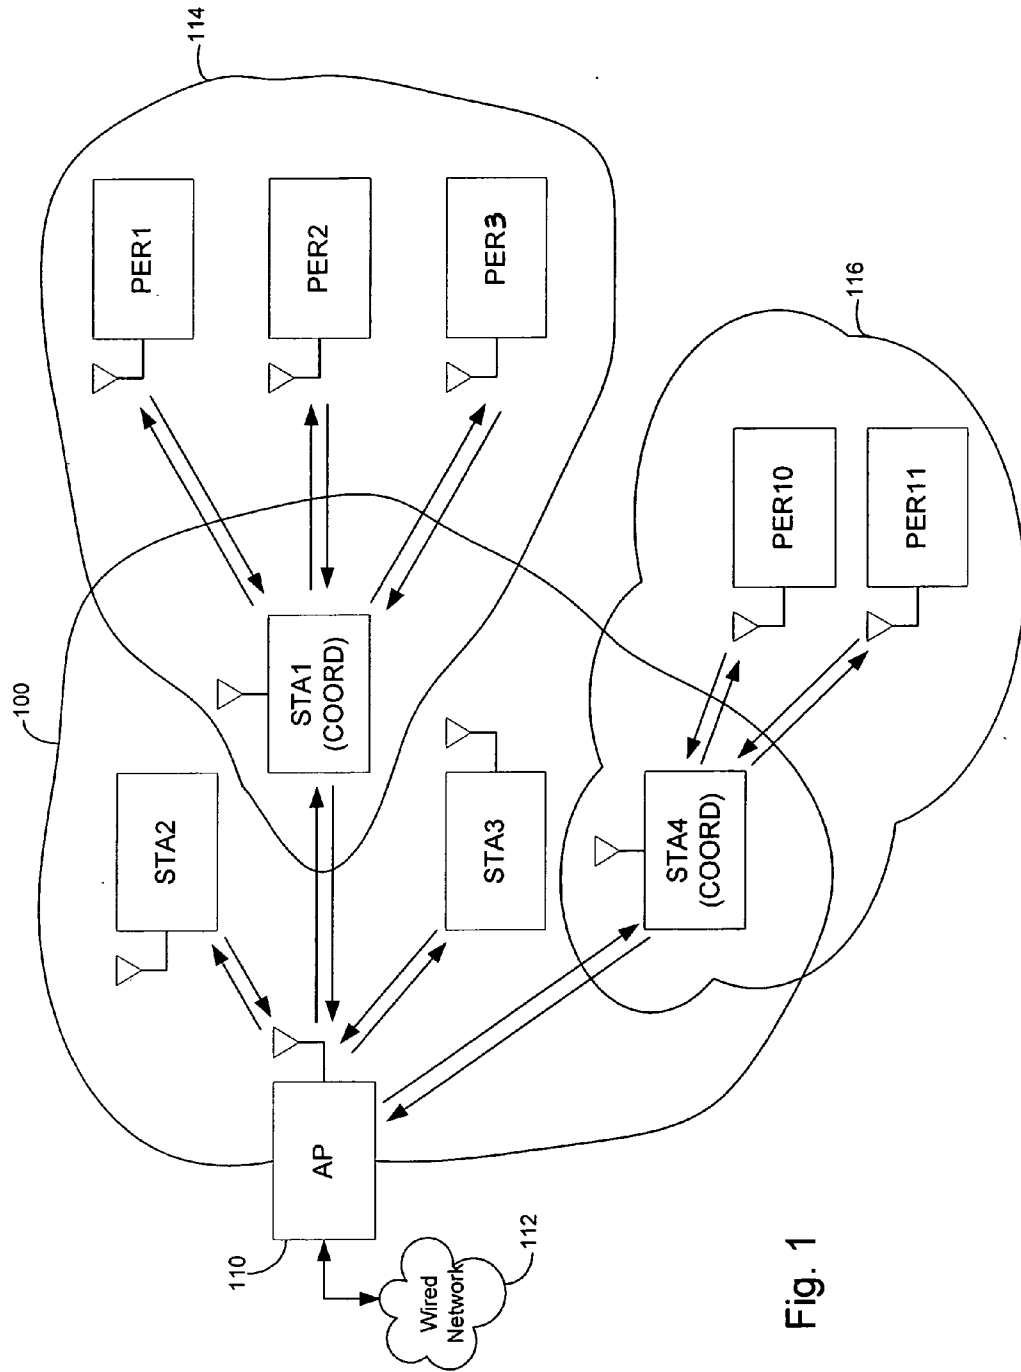 100
114
STA2
PER1
STA1
(COORD)
PER2
AP
110
STA3
PER3
Wired
Network
112
STA4
(COORD)
PER10
PER11
116
Fig. 1